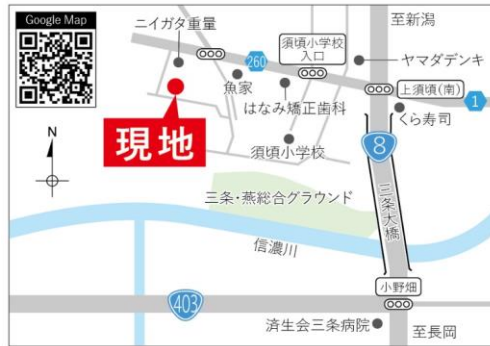 Google Map
ニイガタ重量
260
魚家
須頃小学校
入口
はなみ矯正歯科
須頃小学校
至新潟
ヤマダデンキ
上須頃(南)
1
くら寿司
現地
N
8
三条大橋
三条・燕総合グラウンド
信濃川
小野畑
403
済生会三条病院
至長岡